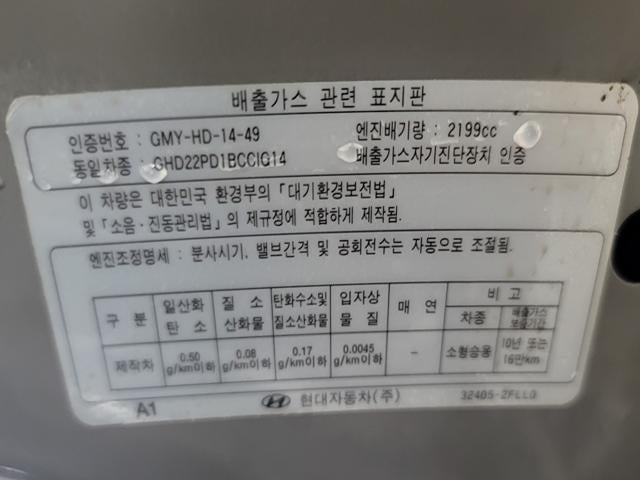 배출가스 관련 표지판
인증번호 : GMY-HD-14-49 엔진배기량 : 2199cc
동일차종 : GHD22PD1BCCIG14 배출가스자기진단장치 인증
이 차량은 대한민국 환경부의 「대기환경보전법」
및 「소음·진동관리법」의 제규정에 적합하게 제작됨.
엔진조정명세 : 분사시기, 밸브간격 및 공회전수는 자동으로 조절됨.
구 분 일산화탄소 질소산화물 탄화수소및질소산화물 입자상물질 매 연 비 고
차종 배출가스보증기간
제작차 0.50 g/km이하 0.08 g/km이하 0.17 g/km이하 0.0045 g/km이하 - 소형승용 10년 또는 16만km
A1 현대자동차(주) 32405-2FLL0